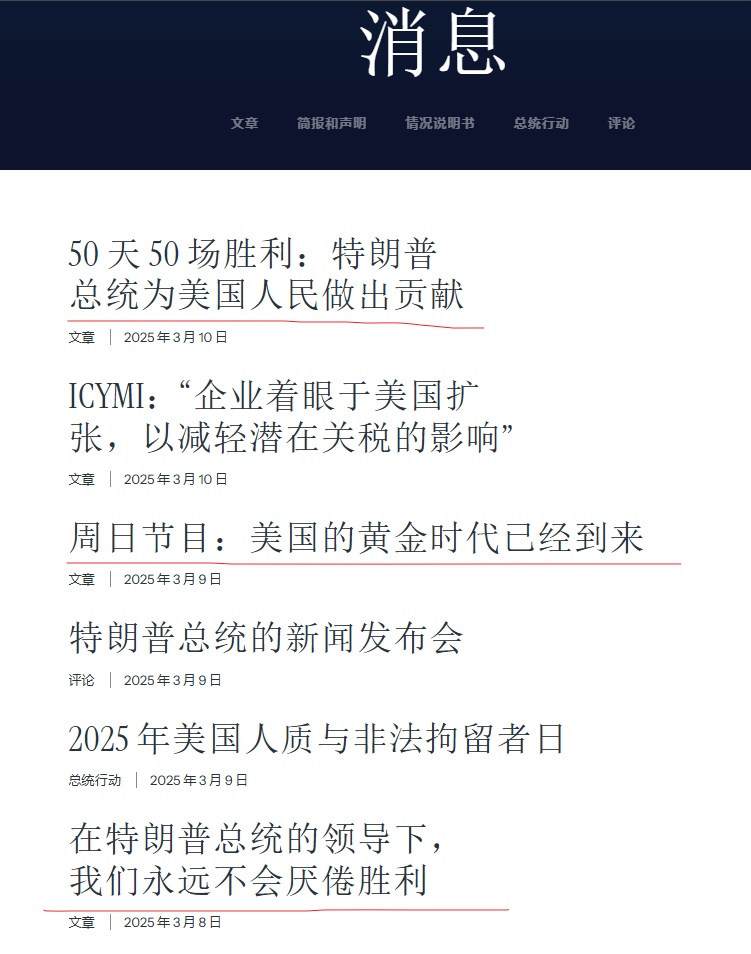 消息
文章 简报和声明 情况说明书 总统行动 评论
50 天 50 场胜利：特朗普
总统为美国人民做出贡献
文章 | 2025 年 3 月 10 日
ICYMI：“企业着眼于美国扩
张，以减轻潜在关税的影响”
文章 | 2025 年 3 月 10 日
周日节目：美国的黄金时代已经到来
文章 | 2025 年 3 月 9 日
特朗普总统的新闻发布会
评论 | 2025 年 3 月 9 日
2025 年美国人质与非法拘留者日
总统行动 | 2025 年 3 月 9 日
在特朗普总统的领导下，
我们永远不会厌倦胜利
文章 | 2025 年 3 月 8 日